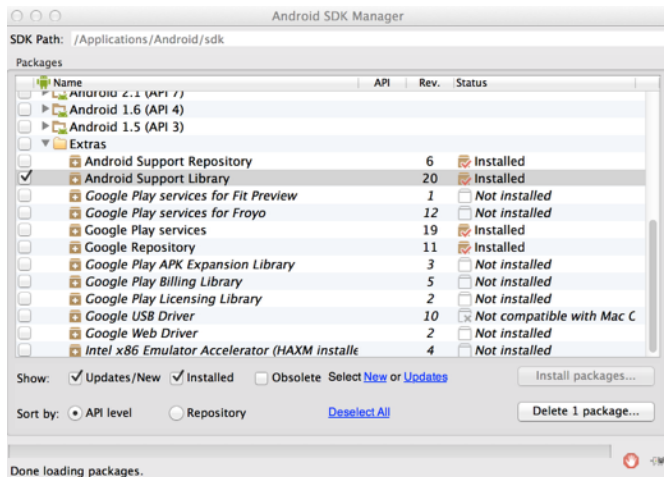 Android SDK Manager
SDK Path: /Applications/Android/sdk
Packages
Name API Rev. Status
Android 2.1 (API 7)
Android 1.6 (API 4)
Android 1.5 (API 3)
Extras
Android Support Repository 6 Installed
Android Support Library 20 Installed
Google Play services for Fit Preview 1 Not installed
Google Play services for Froyo 12 Not installed
Google Play services 19 Installed
Google Repository 11 Installed
Google Play APK Expansion Library 3 Not installed
Google Play Billing Library 5 Not installed
Google Play Licensing Library 2 Not installed
Google USB Driver 10 Not compatible with Mac O
Google Web Driver 2 Not installed
Intel x86 Emulator Accelerator (HAXM installe 4 Not installed
Show: Updates/New Installed Obsolete Select New or Updates Install packages...
Sort by: API level Repository Deselect All Delete 1 package...
Done loading packages.